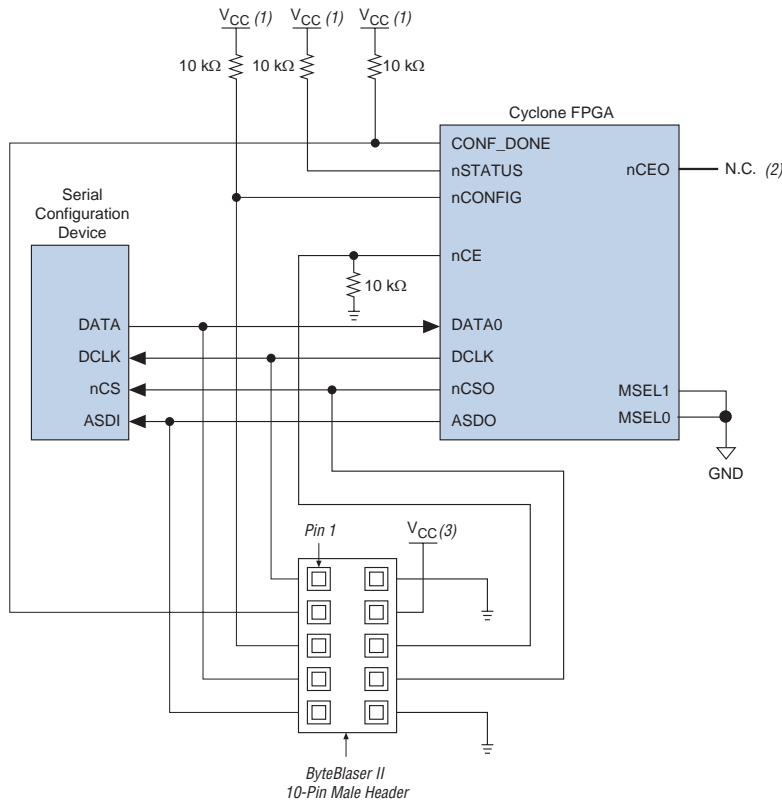 VCC (1) VCC (1) VCC (1)
10 kΩ 10 kΩ 10 kΩ
Cyclone FPGA
CONF_DONE
nSTATUS
nCONFIG
nCE
DATA0
DCLK
nCSO
ASDO
nCEO
MSEL1
MSEL0
N.C. (2)
GND
10 kΩ
Serial
Configuration
Device
DATA
DCLK
nCS
ASDI
Pin 1
VCC (3)
ByteBlaser II
10-Pin Male Header